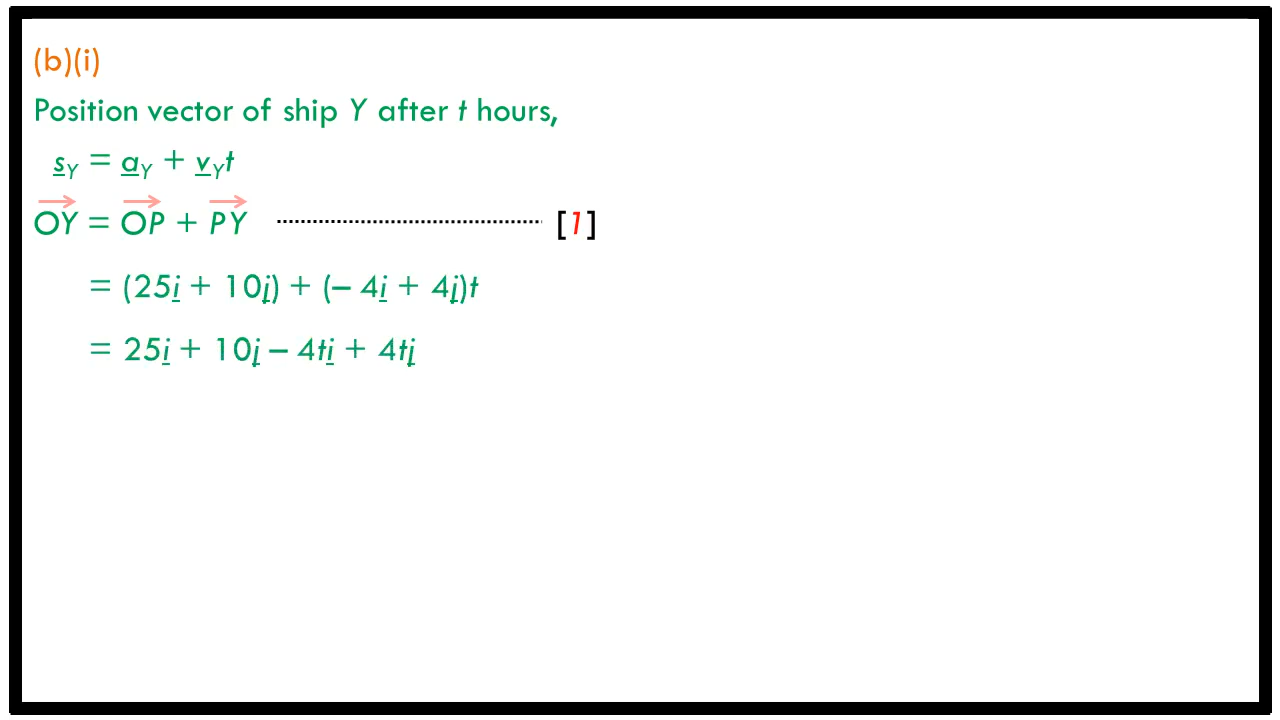 (b)(i)
Position vector of ship Y after t hours,
s_Y = a_Y + v_Y t
OY = OP + PY [1]
= (25i + 10j) + (– 4i + 4j)t
= 25i + 10j – 4ti + 4tj